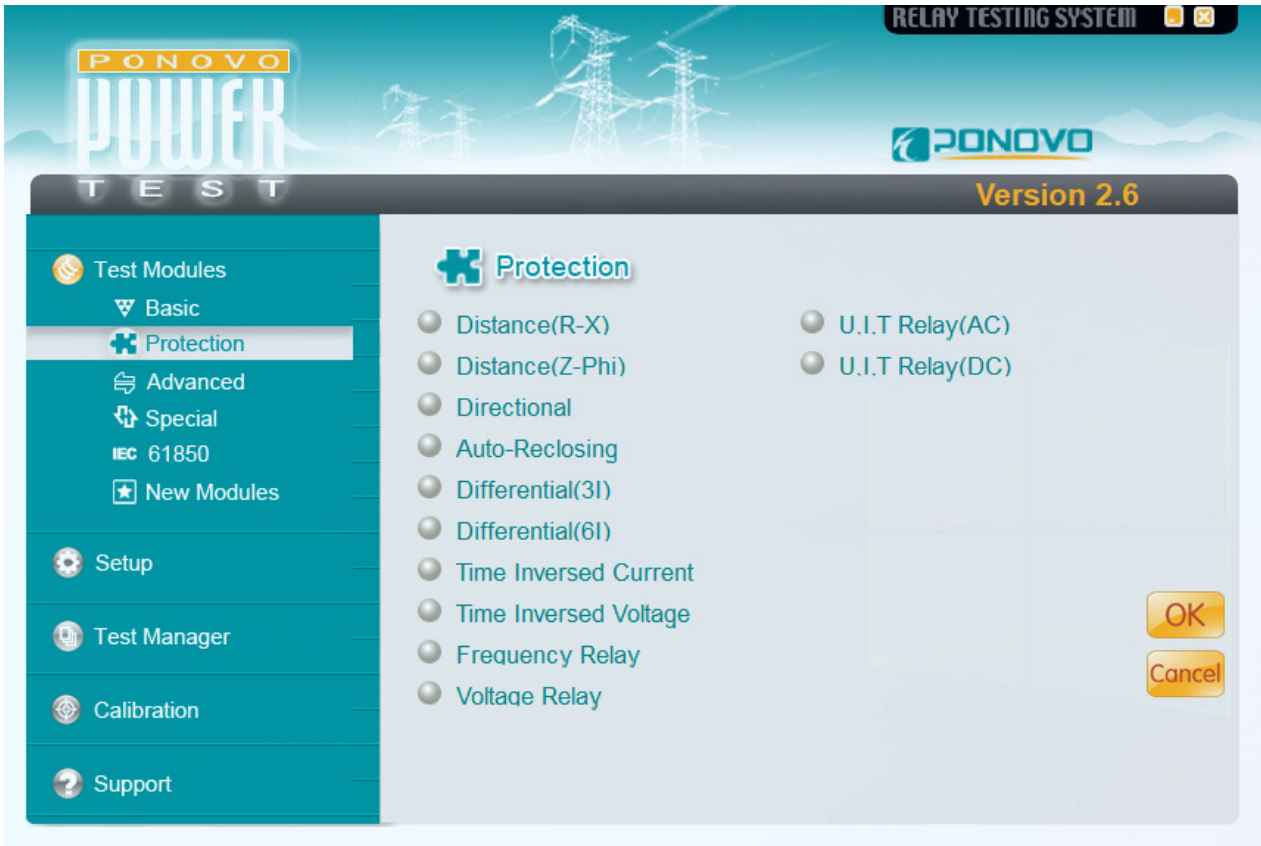 RELAY TESTING SYSTEM
PONOVO
POWER
TEST
PONOVO
Version 2.6
Test Modules
Basic
Protection
Advanced
Special
IEC 61850
New Modules
Setup
Test Manager
Calibration
Support
Protection
Distance(R-X)
Distance(Z-Phi)
Directional
Auto-Reclosing
Differential(3I)
Differential(6I)
Time Inversed Current
Time Inversed Voltage
Frequency Relay
Voltage Relay
U.I.T Relay(AC)
U.I.T Relay(DC)
OK
Cancel